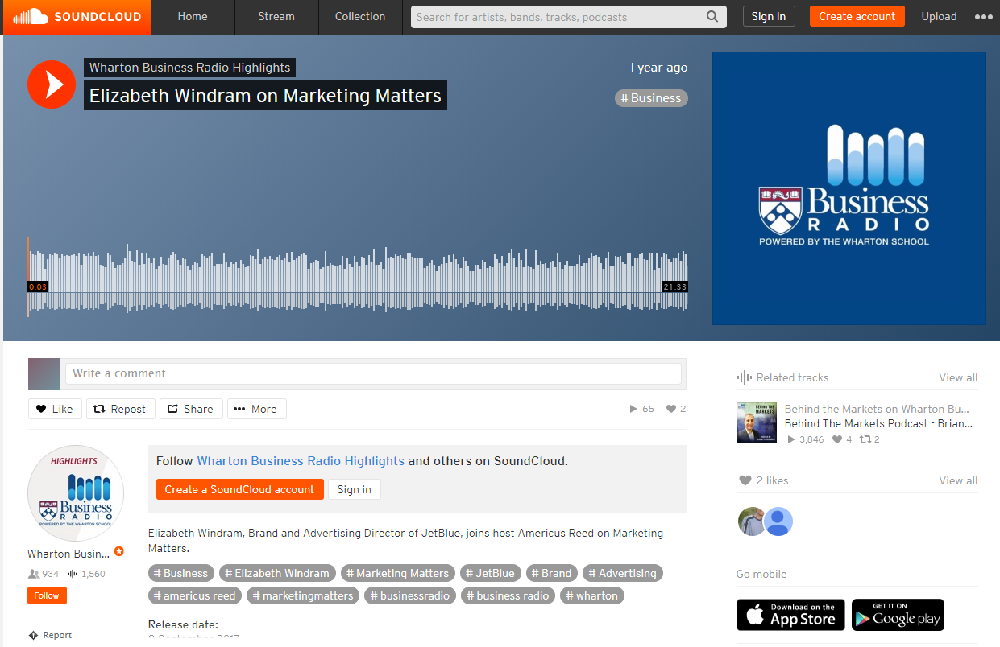 SOUNDCLOUD Home Stream Collection Search for artists, bands, tracks, podcasts Sign in Create account Upload
Wharton Business Radio Highlights
1 year ago
Elizabeth Windram on Marketing Matters
# Business
Business
RADIO
POWERED BY THE WHARTON SCHOOL
0:03
21:33
Write a comment
Like Repost Share More
65 2
HIGHLIGHTS
Business
RADIO
POWERED BY THE WHARTON SCHOOL
Wharton Busin...
934 1,560
Follow
Report
Follow Wharton Business Radio Highlights and others on SoundCloud.
Create a SoundCloud account Sign in
Elizabeth Windram, Brand and Advertising Director of JetBlue, joins host Americus Reed on Marketing
Matters.
# Business # Elizabeth Windram # Marketing Matters # JetBlue # Brand # Advertising
# americus reed # marketingmatters # businessradio # business radio # wharton
Release date:
Related tracks View all
BEHIND THE
MARKETS
Behind the Markets on Wharton Bu...
Behind The Markets Podcast - Brian...
3,846 4 2
2 likes View all
Go mobile
Download on the
App Store
GET IT ON
Google play